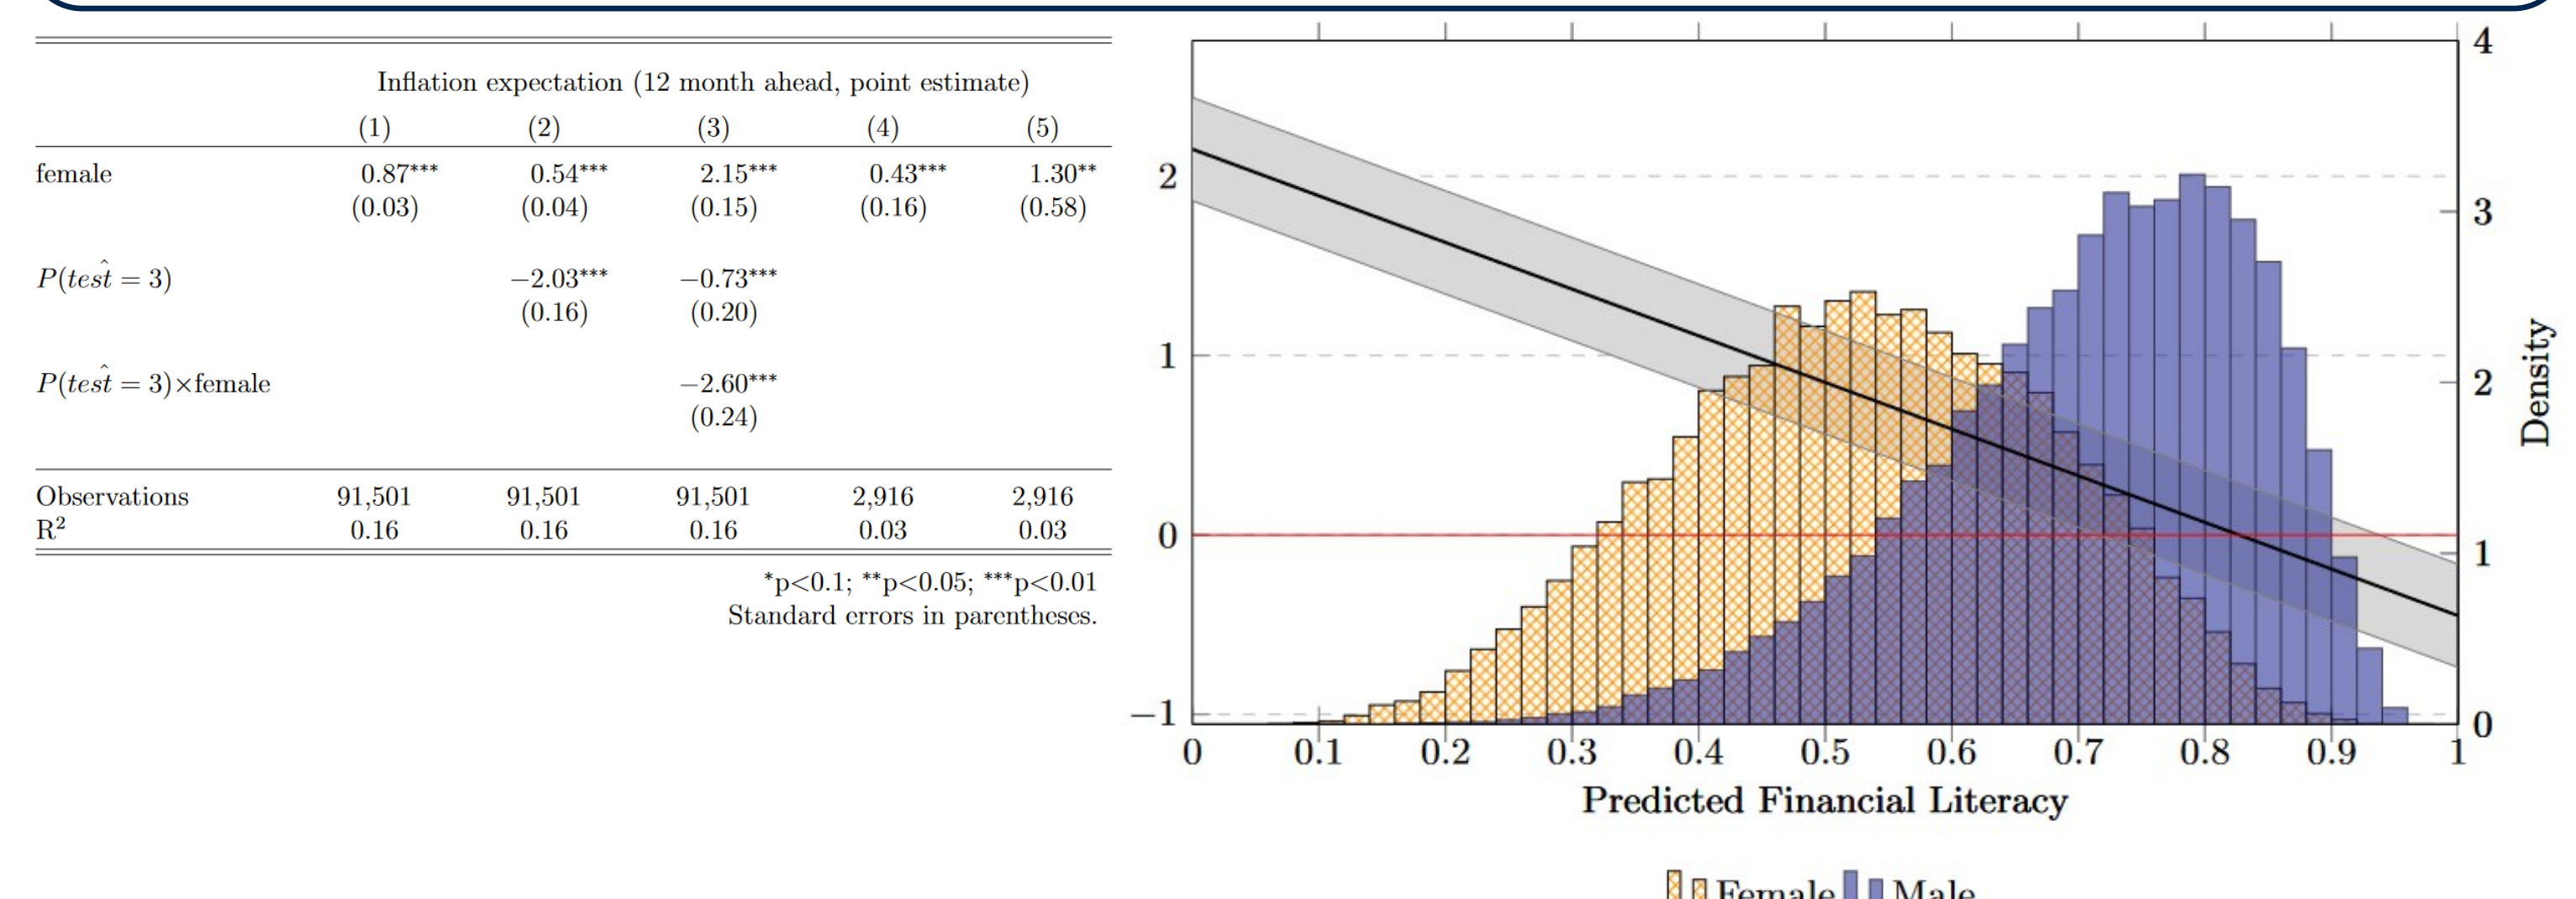 Inflation expectation (12 month ahead, point estimate)
(1) (2) (3) (4) (5)
female 0.87*** 0.54*** 2.15*** 0.43*** 1.30**
(0.03) (0.04) (0.15) (0.16) (0.58)
P(test̂ = 3) −2.03*** −0.73***
(0.16) (0.20)
P(test̂ = 3)×female −2.60***
(0.24)
Observations 91,501 91,501 91,501 2,916 2,916
R² 0.16 0.16 0.16 0.03 0.03
*p<0.1; **p<0.05; ***p<0.01
Standard errors in parentheses.
2
1
0
−1
4
3
2
1
0
Density
0 0.1 0.2 0.3 0.4 0.5 0.6 0.7 0.8 0.9 1
Predicted Financial Literacy
Female Male